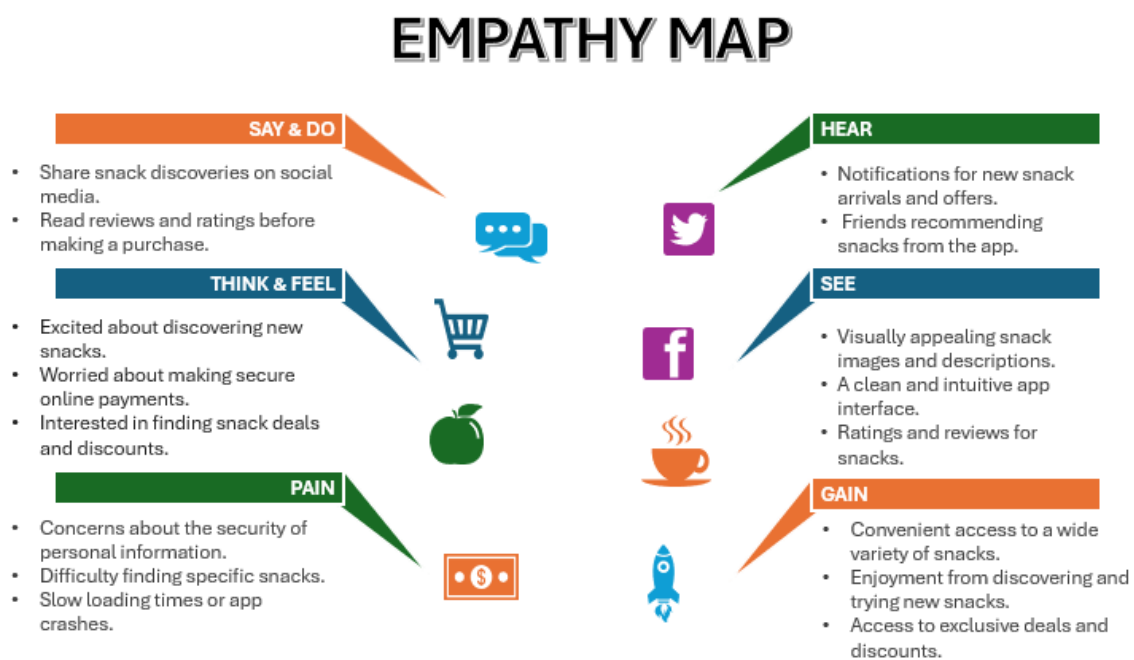 EMPATHY MAP
SAY & DO
• Share snack discoveries on social
media.
• Read reviews and ratings before
making a purchase.
THINK & FEEL
• Excited about discovering new
snacks.
• Worried about making secure
online payments.
• Interested in finding snack deals
and discounts.
PAIN
• Concerns about the security of
personal information.
• Difficulty finding specific snacks.
• Slow loading times or app
crashes.
HEAR
• Notifications for new snack
arrivals and offers.
• Friends recommending
snacks from the app.
SEE
• Visually appealing snack
images and descriptions.
• A clean and intuitive app
interface.
• Ratings and reviews for
snacks.
GAIN
• Convenient access to a wide
variety of snacks.
• Enjoyment from discovering and
trying new snacks.
• Access to exclusive deals and
discounts.
f
$